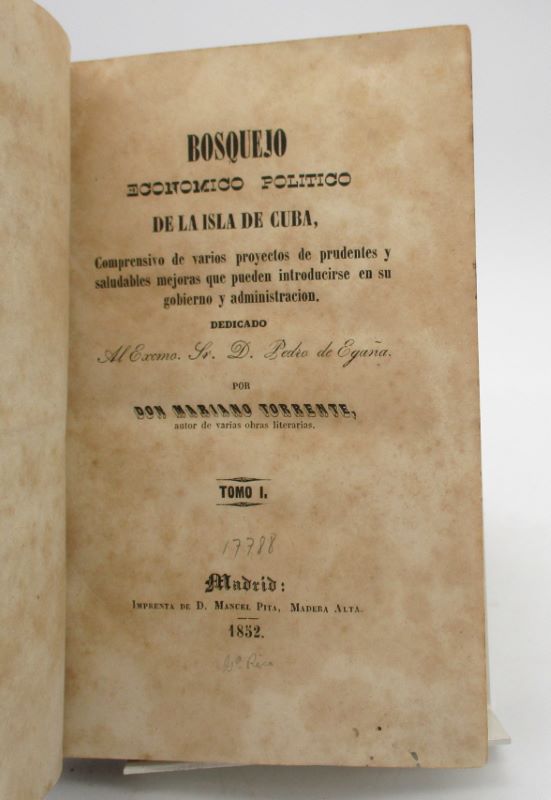 BOSQUEJO
ECONOMICO POLITICO
DE LA ISLA DE CUBA,
Comprensivo de varios proyectos de prudentes y
saludables mejoras que pueden introducirse en su
gobierno y administracion.
DEDICADO
Al Excmo. Sr. D. Pedro de Egaña.
POR
DON MARIANO TORRENTE,
autor de varias obras literarias.
TOMO I.
17788
Madrid:
IMPRENTA DE D. MANUEL PITA, MADERA ALTA.
1852.